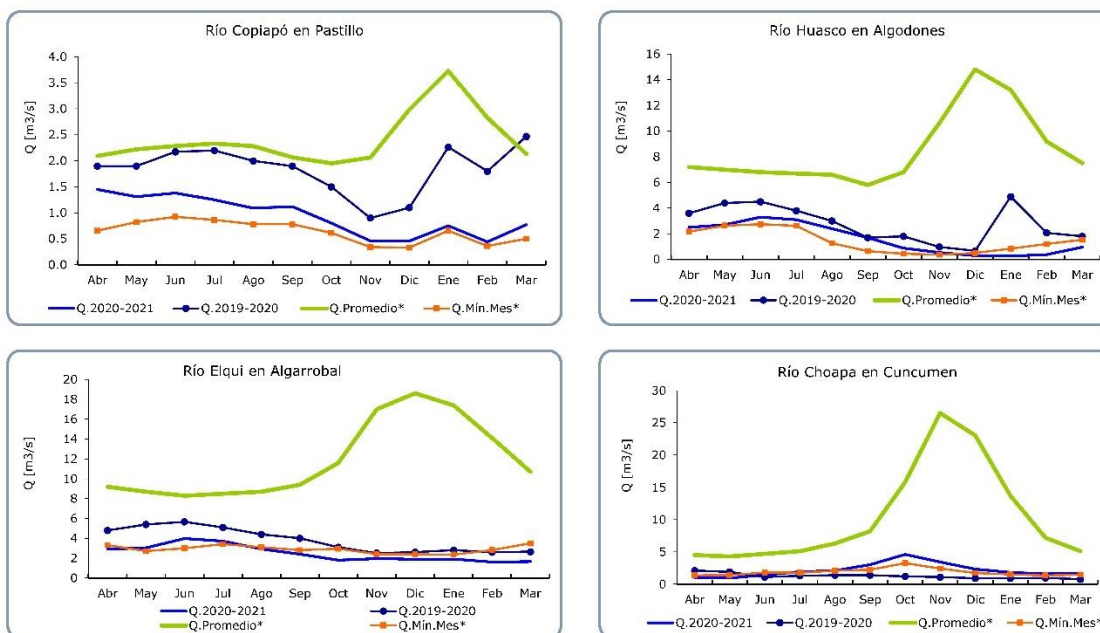 Río Copiapó en Pastillo
Q [m3/s]
4.0
3.5
3.0
2.5
2.0
1.5
1.0
0.5
0.0
Abr May Jun Jul Ago Sep Oct Nov Dic Ene Feb Mar
Q.2020-2021 Q.2019-2020 Q.Promedio* Q.Mín.Mes*
Río Huasco en Algodones
Q [m3/s]
16
14
12
10
8
6
4
2
0
Abr May Jun Jul Ago Sep Oct Nov Dic Ene Feb Mar
Q.2020-2021 Q.2019-2020 Q.Promedio* Q.Mín.Mes*
Río Elqui en Algarrobal
Q [m3/s]
20
18
16
14
12
10
8
6
4
2
0
Abr May Jun Jul Ago Sep Oct Nov Dic Ene Feb Mar
Q.2020-2021 Q.2019-2020
Q.Promedio* Q.Mín.Mes*
Río Choapa en Cuncumen
Q [m3/s]
30
25
20
15
10
5
0
Abr May Jun Jul Ago Sep Oct Nov Dic Ene Feb Mar
Q.2020-2021 Q.2019-2020 Q.Promedio* Q.Mín.Mes*